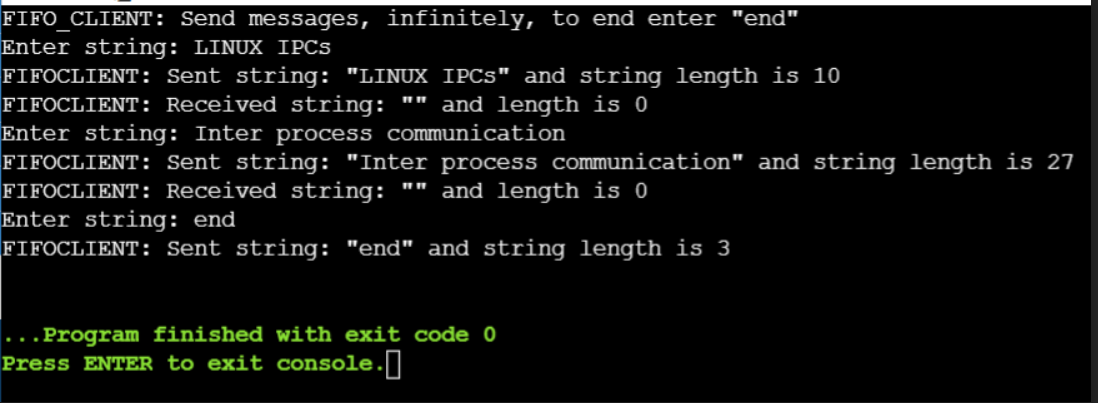 FIFO_CLIENT: Send messages, infinitely, to end enter "end"
Enter string: LINUX IPCs
FIFOCLIENT: Sent string: "LINUX IPCs" and string length is 10
FIFOCLIENT: Received string: "" and length is 0
Enter string: Inter process communication
FIFOCLIENT: Sent string: "Inter process communication" and string length is 27
FIFOCLIENT: Received string: "" and length is 0
Enter string: end
FIFOCLIENT: Sent string: "end" and string length is 3
...Program finished with exit code 0
Press ENTER to exit console.